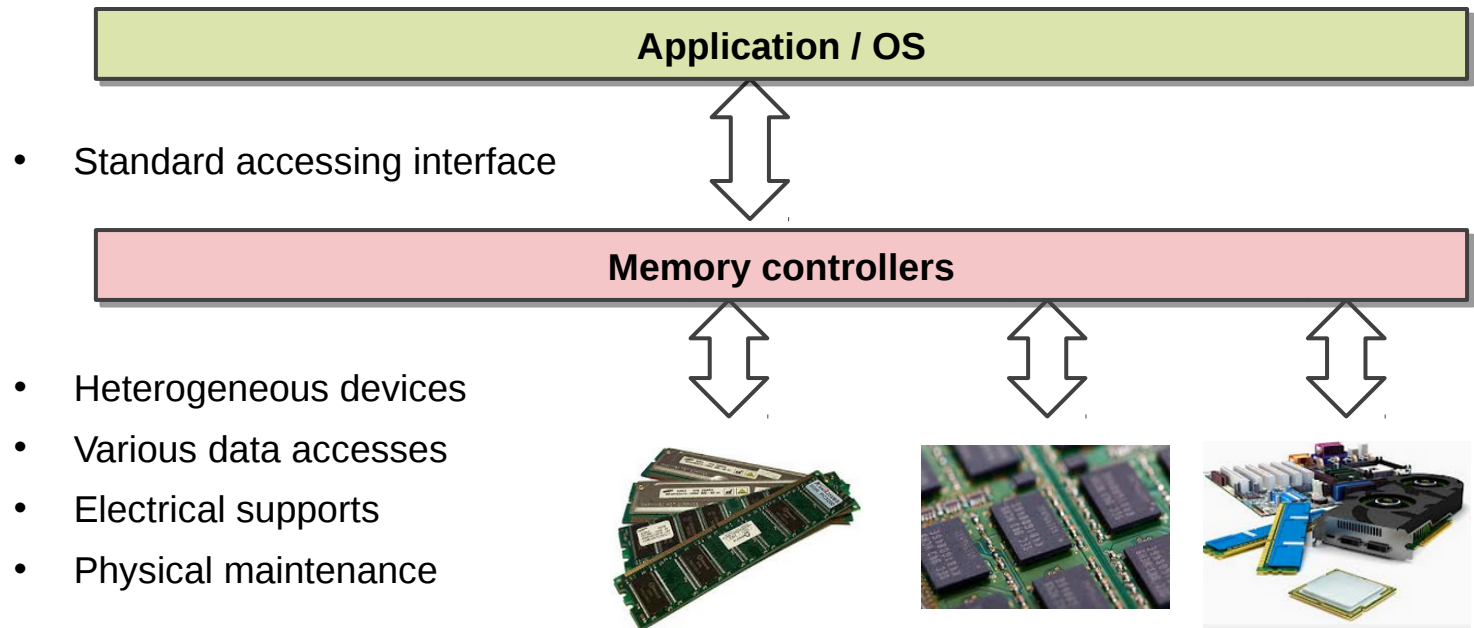 Application / OS
• Standard accessing interface
Memory controllers
• Heterogeneous devices
• Various data accesses
• Electrical supports
• Physical maintenance